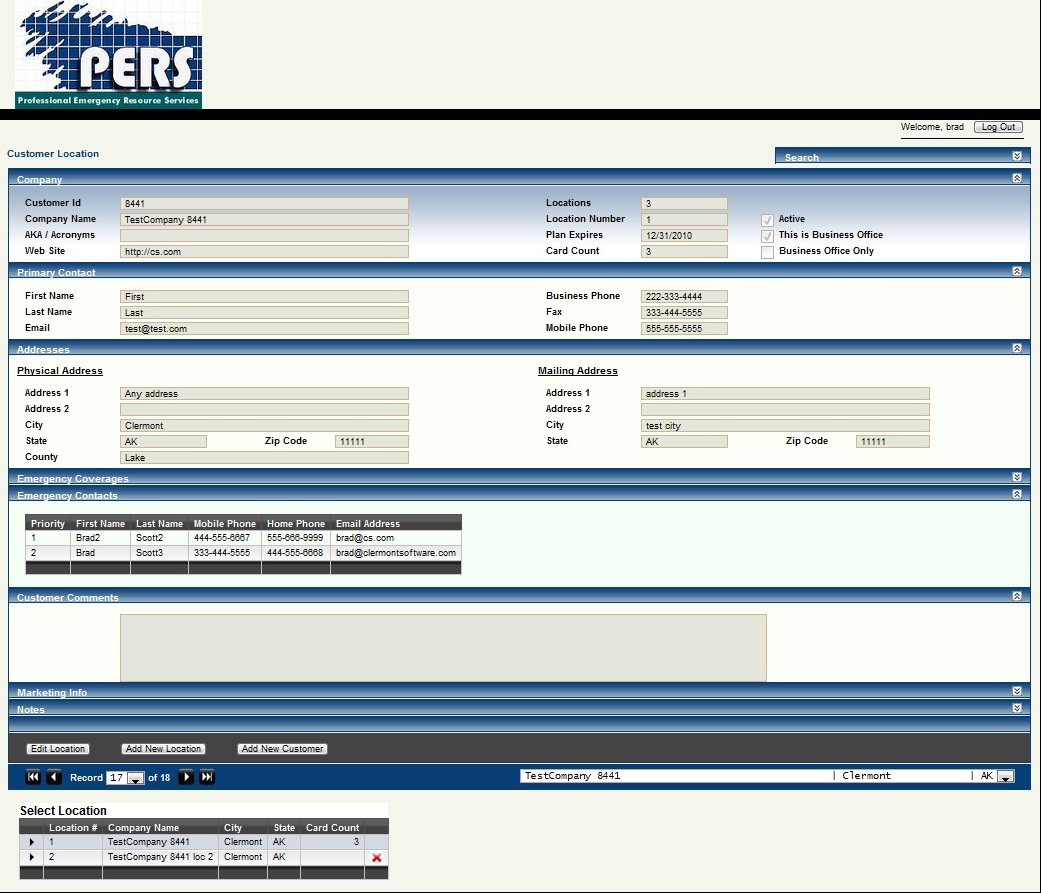 PERS
Professional Emergency Resource Services
Welcome, brad Log Out
Customer Location
Search
Company
Customer Id 8441 Locations 3
Company Name TestCompany 8441 Location Number 1 Active
AKA / Acronyms Plan Expires 12/31/2010 This is Business Office
Web Site http://cs.com Card Count 3 Business Office Only
Primary Contact
First Name First Business Phone 222-333-4444
Last Name Last Fax 333-444-5555
Email test@test.com Mobile Phone 555-555-5555
Addresses
Physical Address Mailing Address
Address 1 Any address Address 1 address 1
Address 2 Address 2
City Clermont City test city
State AK Zip Code 11111 State AK Zip Code 11111
County Lake
Emergency Coverages
Emergency Contacts
Priority First Name Last Name Mobile Phone Home Phone Email Address
1 Brad2 Scott2 444-555-6667 555-666-9999 brad@cs.com
2 Brad Scott3 333-444-5555 444-555-6668 brad@clermontsoftware.com
Customer Comments
Marketing Info
Notes
Edit Location Add New Location Add New Customer
Record 17 of 18 TestCompany 8441 | Clermont | AK
Select Location
Location # Company Name City State Card Count
1 TestCompany 8441 Clermont AK 3
2 TestCompany 8441 loc 2 Clermont AK